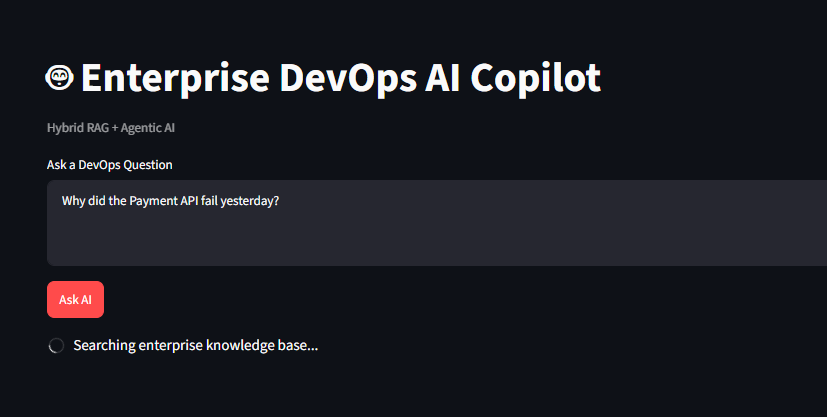 Enterprise DevOps AI Copilot
Hybrid RAG + Agentic AI
Ask a DevOps Question
Why did the Payment API fail yesterday?
Ask AI
Searching enterprise knowledge base...